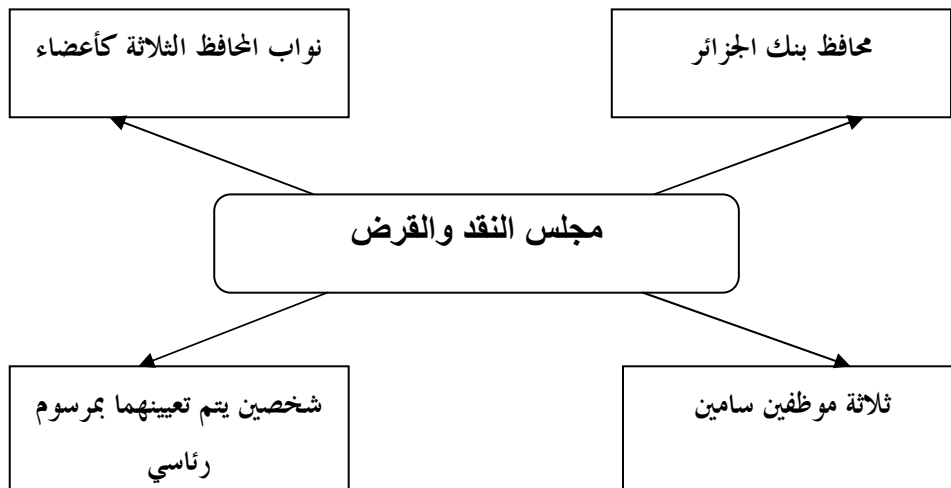 محافظ بنك الجزائر
نواب المحافظ الثلاثة كأعضاء
مجلس النقد والقرض
ثلاثة موظفين سامين
شخصين يتم تعيينهما بمرسوم
رئاسي